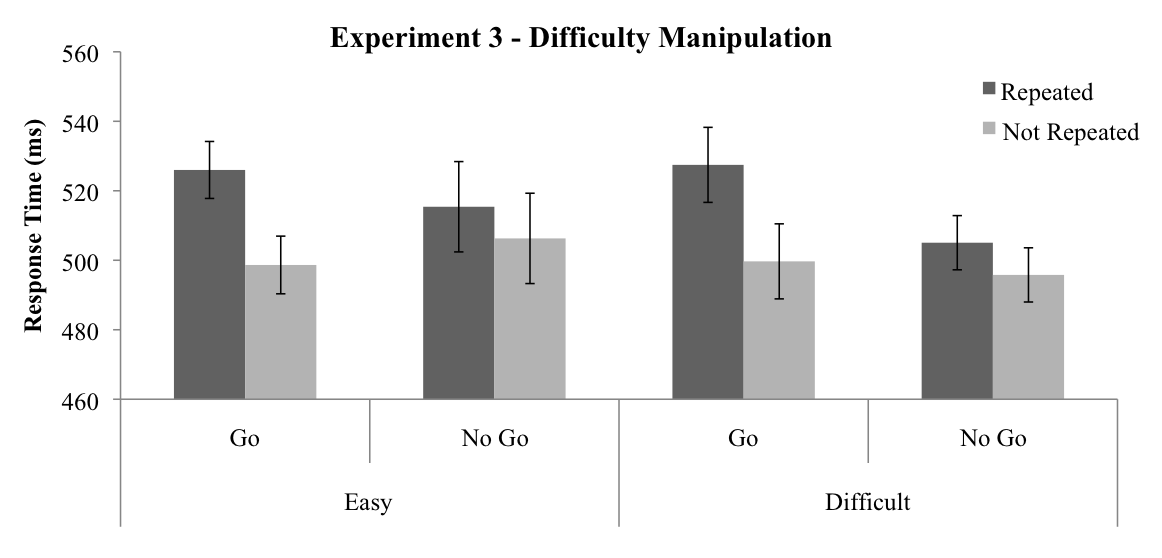 Experiment 3 - Difficulty Manipulation
Response Time (ms)
560
540
520
500
480
460
Repeated
Not Repeated
Go
No Go
Go
No Go
Easy
Difficult